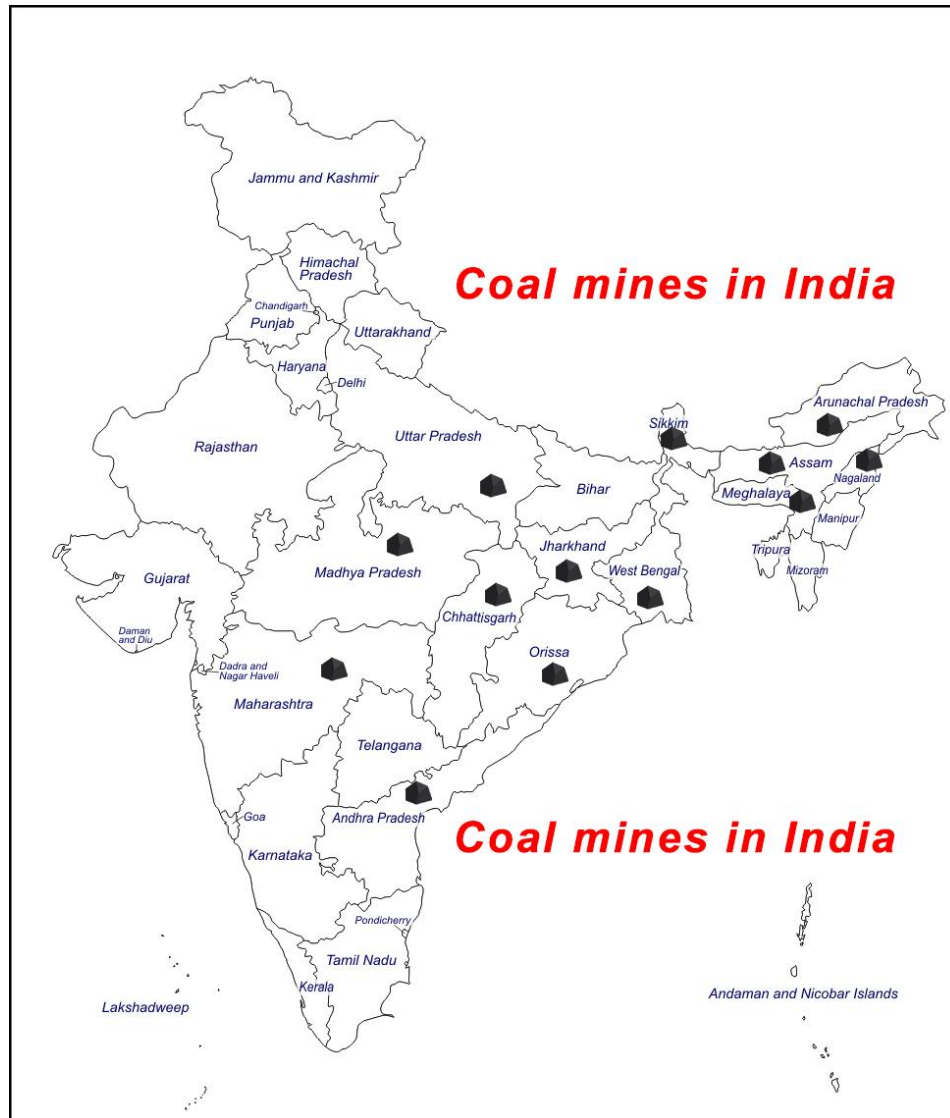 Jammu and Kashmir
Himachal
Pradesh
Coal mines in India
Chandigarh
Punjab
Uttarakhand
Haryana
Delhi
Arunachal Pradesh
Sikkim
Uttar Pradesh
Rajasthan
Assam
Nagaland
Bihar
Meghalaya
Manipur
Jharkhand
Tripura
Mizoram
West Bengal
Madhya Pradesh
Gujarat
Chhattisgarh
Daman
and Diu
Orissa
Dadra and
Nagar Haveli
Maharashtra
Telangana
Goa
Andhra Pradesh
Coal mines in India
Karnataka
Pondicherry
Tamil Nadu
Kerala
Lakshadweep
Andaman and Nicobar Islands